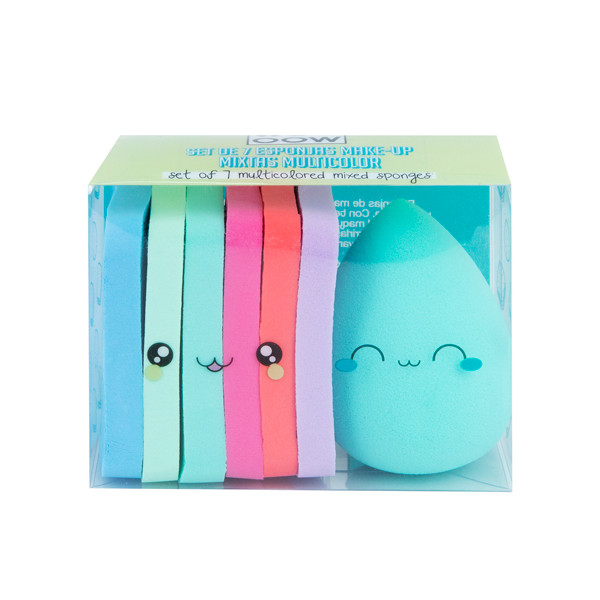 OOW
SET DE 7 ESPONJAS MAKE-UP
MIXTAS MULTICOLOR
set of 7 multicolored mixed sponges